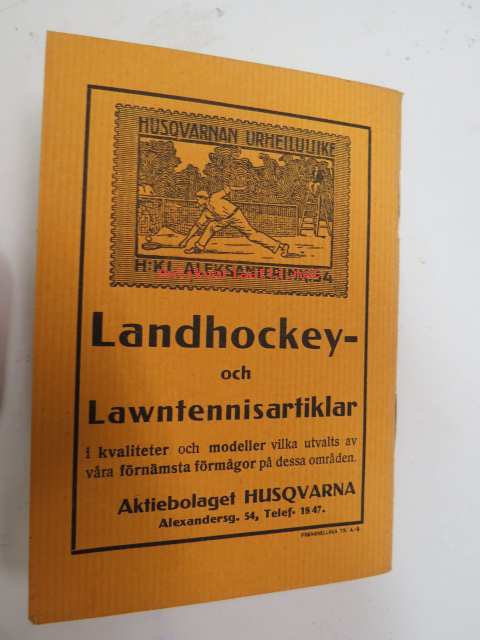 HUSQVARNAN URHEILULIIKE
H:KI. ALEKSANTERINK. 54
Landhockey-
och
Lawntennisartiklar
i kvaliteter och modeller vilka utvalts av
våra förnämsta förmågor på dessa områden.
Aktiebolaget HUSQVARNA
Alexandersg. 54, Telef. 1847.